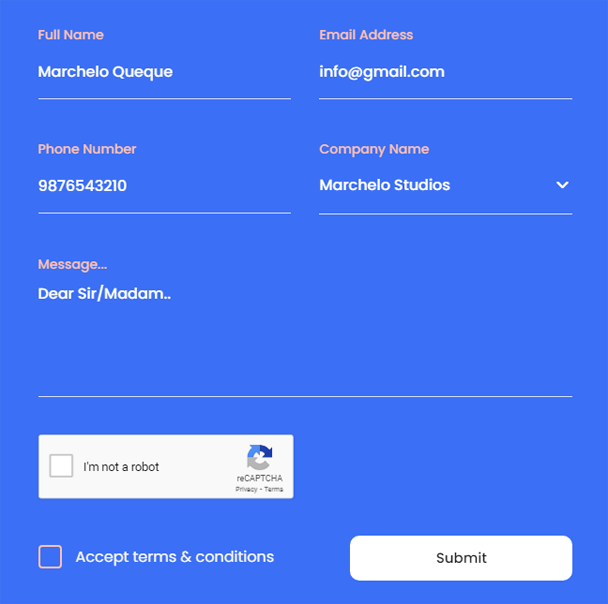 Full Name
Email Address
Marchelo Queque
info@gmail.com
Phone Number
Company Name
9876543210
Marchelo Studios
Message...
Dear Sir/Madam..
I'm not a robot
reCAPTCHA
Privacy - Terms
Accept terms & conditions
Submit